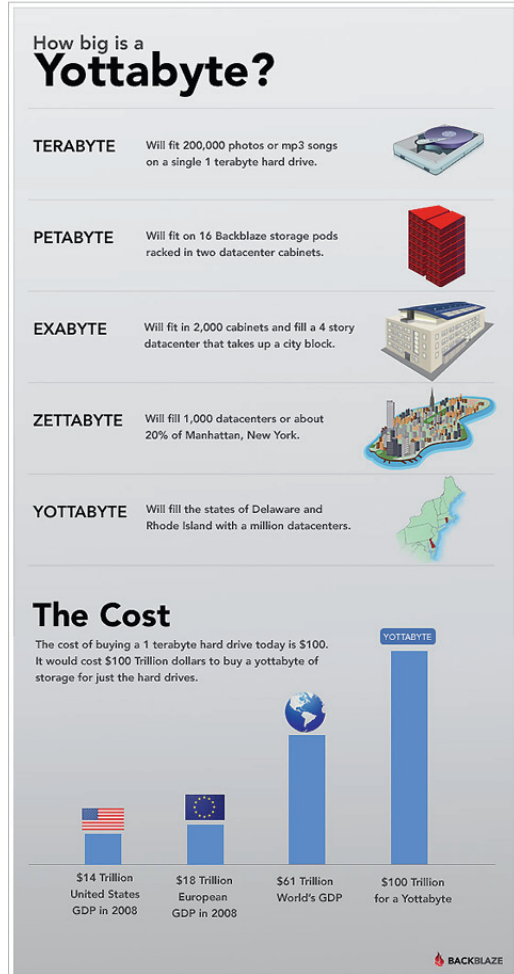 How big is a
Yottabyte?
TERABYTE
Will fit 200,000 photos or mp3 songs
on a single 1 terabyte hard drive.
PETABYTE
Will fit on 16 Backblaze storage pods
racked in two datacenter cabinets.
EXABYTE
Will fit in 2,000 cabinets and fill a 4 story
datacenter that takes up a city block.
ZETTABYTE
Will fill 1,000 datacenters or about
20% of Manhattan, New York.
YOTTABYTE
Will fill the states of Delaware and
Rhode Island with a million datacenters.
The Cost
The cost of buying a 1 terabyte hard drive today is $100.
It would cost $100 Trillion dollars to buy a yottabyte of
storage for just the hard drives.
YOTTABYTE
$14 Trillion
United States
GDP in 2008
$18 Trillion
European
GDP in 2008
$61 Trillion
World's GDP
$100 Trillion
for a Yottabyte
BACKBLAZE